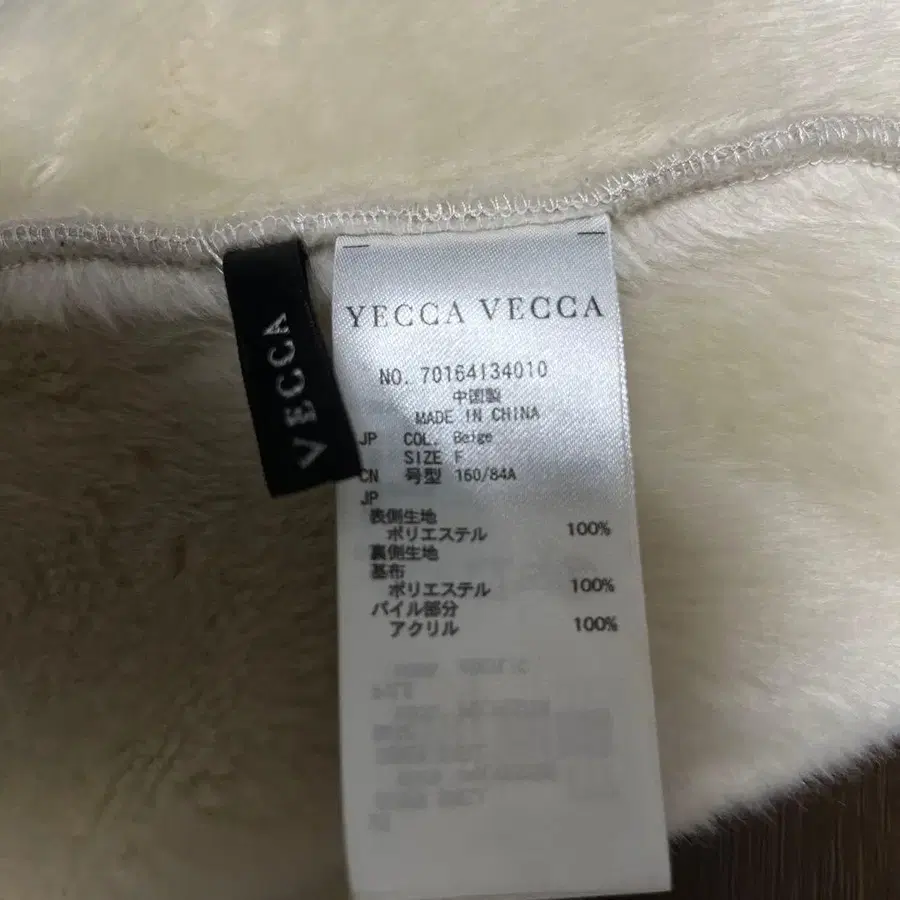 VECCA
YECCA VECCA
NO. 70164134010
中国製
MADE IN CHINA
JP COL. Beige
SIZE F
CN 号型 160/84A
JP
表側生地
ポリエステル 100%
裏側生地
基布
ポリエステル 100%
パイル部分
アクリル 100%